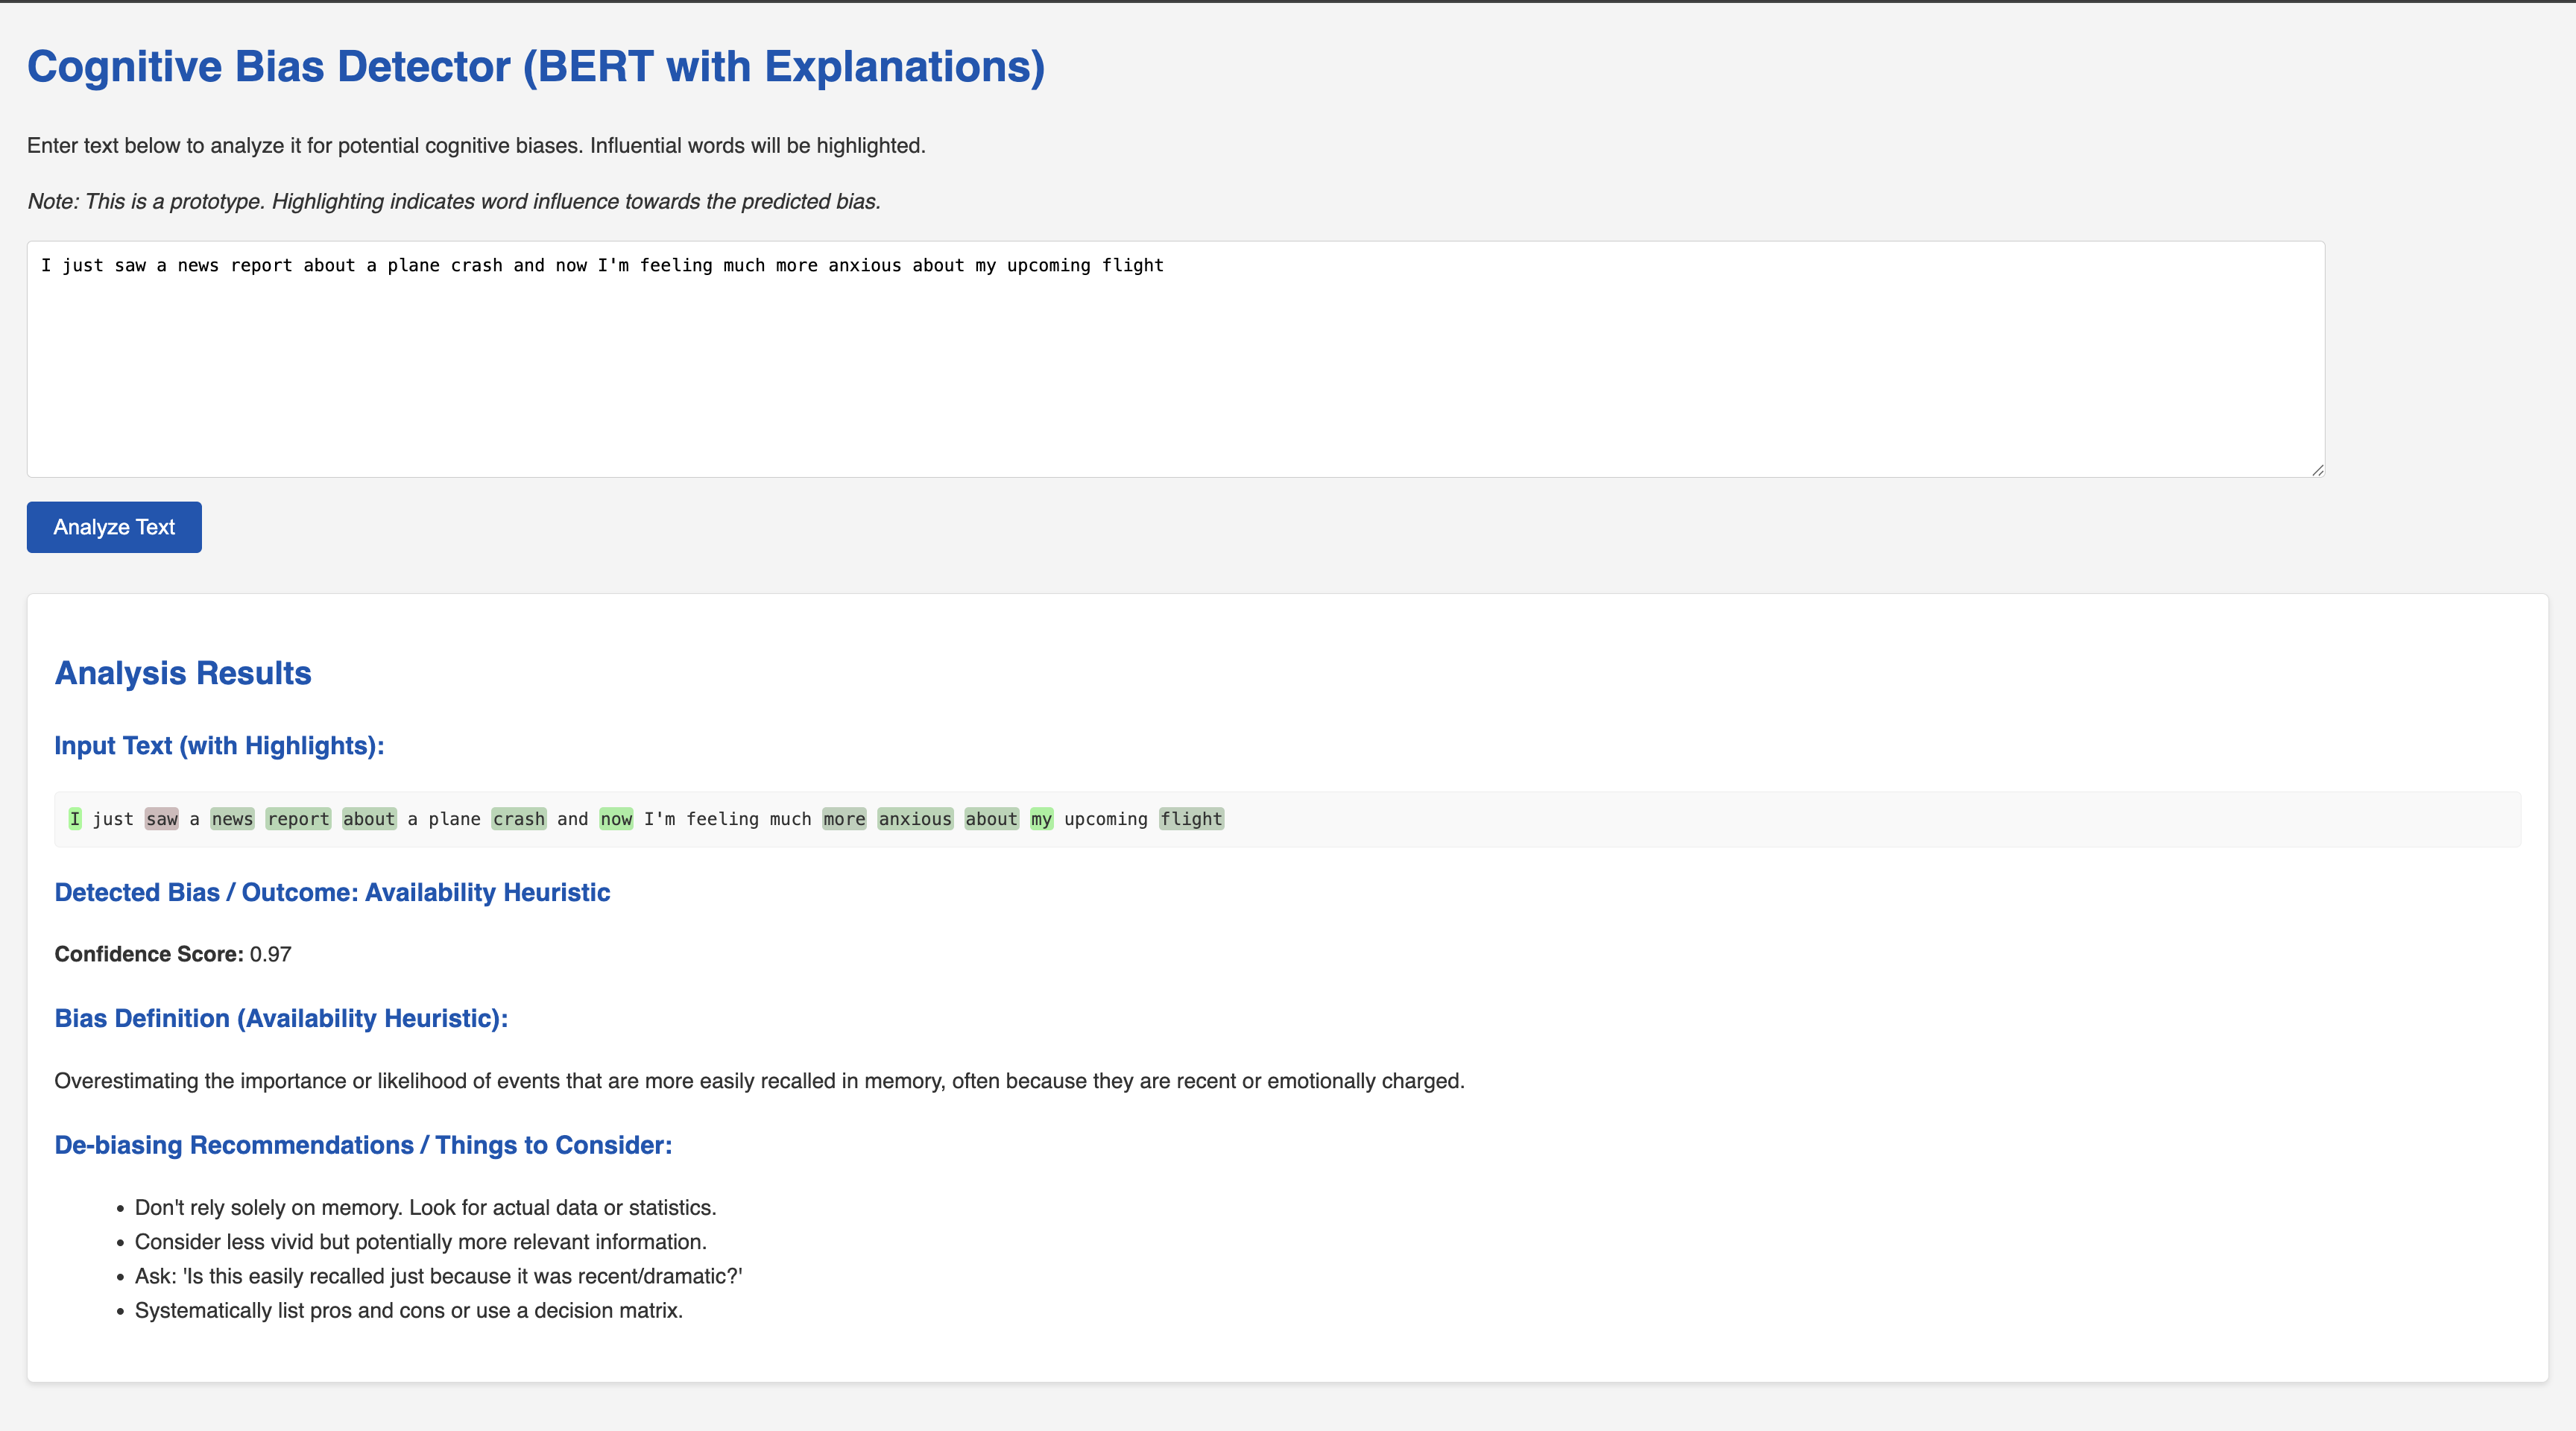 Cognitive Bias Detector (BERT with Explanations)
Enter text below to analyze it for potential cognitive biases. Influential words will be highlighted.
Note: This is a prototype. Highlighting indicates word influence towards the predicted bias.
I just saw a news report about a plane crash and now I'm feeling much more anxious about my upcoming flight
Analyze Text
Analysis Results
Input Text (with Highlights):
I just saw a news report about a plane crash and now I'm feeling much more anxious about my upcoming flight
Detected Bias / Outcome: Availability Heuristic
Confidence Score: 0.97
Bias Definition (Availability Heuristic):
Overestimating the importance or likelihood of events that are more easily recalled in memory, often because they are recent or emotionally charged.
De-biasing Recommendations / Things to Consider:
• Don't rely solely on memory. Look for actual data or statistics.
• Consider less vivid but potentially more relevant information.
• Ask: 'Is this easily recalled just because it was recent/dramatic?'
• Systematically list pros and cons or use a decision matrix.